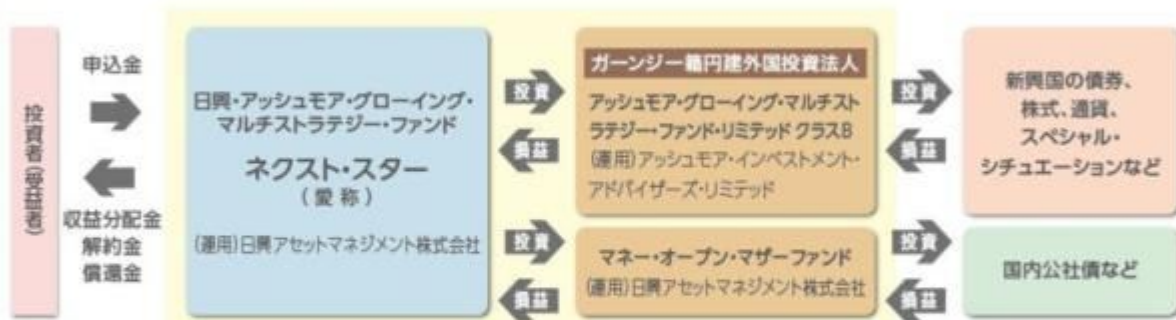 投資者(受益者)
申込金
収益分配金
解約金
償還金
日興・アッシュモア・グローイング・
マルチストラテジー・ファンド
ネクスト・スター
(愛称)
(運用)日興アセットマネジメント株式会社
投資
損益
投資
損益
ガーンジー籍円建外国投資法人
アッシュモア・グローイング・マルチスト
ラテジー・ファンド・リミテッド クラスB
(運用)アッシュモア・インベストメント・
アドバイザーズ・リミテッド
マネー・オープン・マザーファンド
(運用)日興アセットマネジメント株式会社
投資
損益
投資
損益
新興国の債券、
株式、通貨、
スペシャル・
シチュエーションなど
国内公社債など